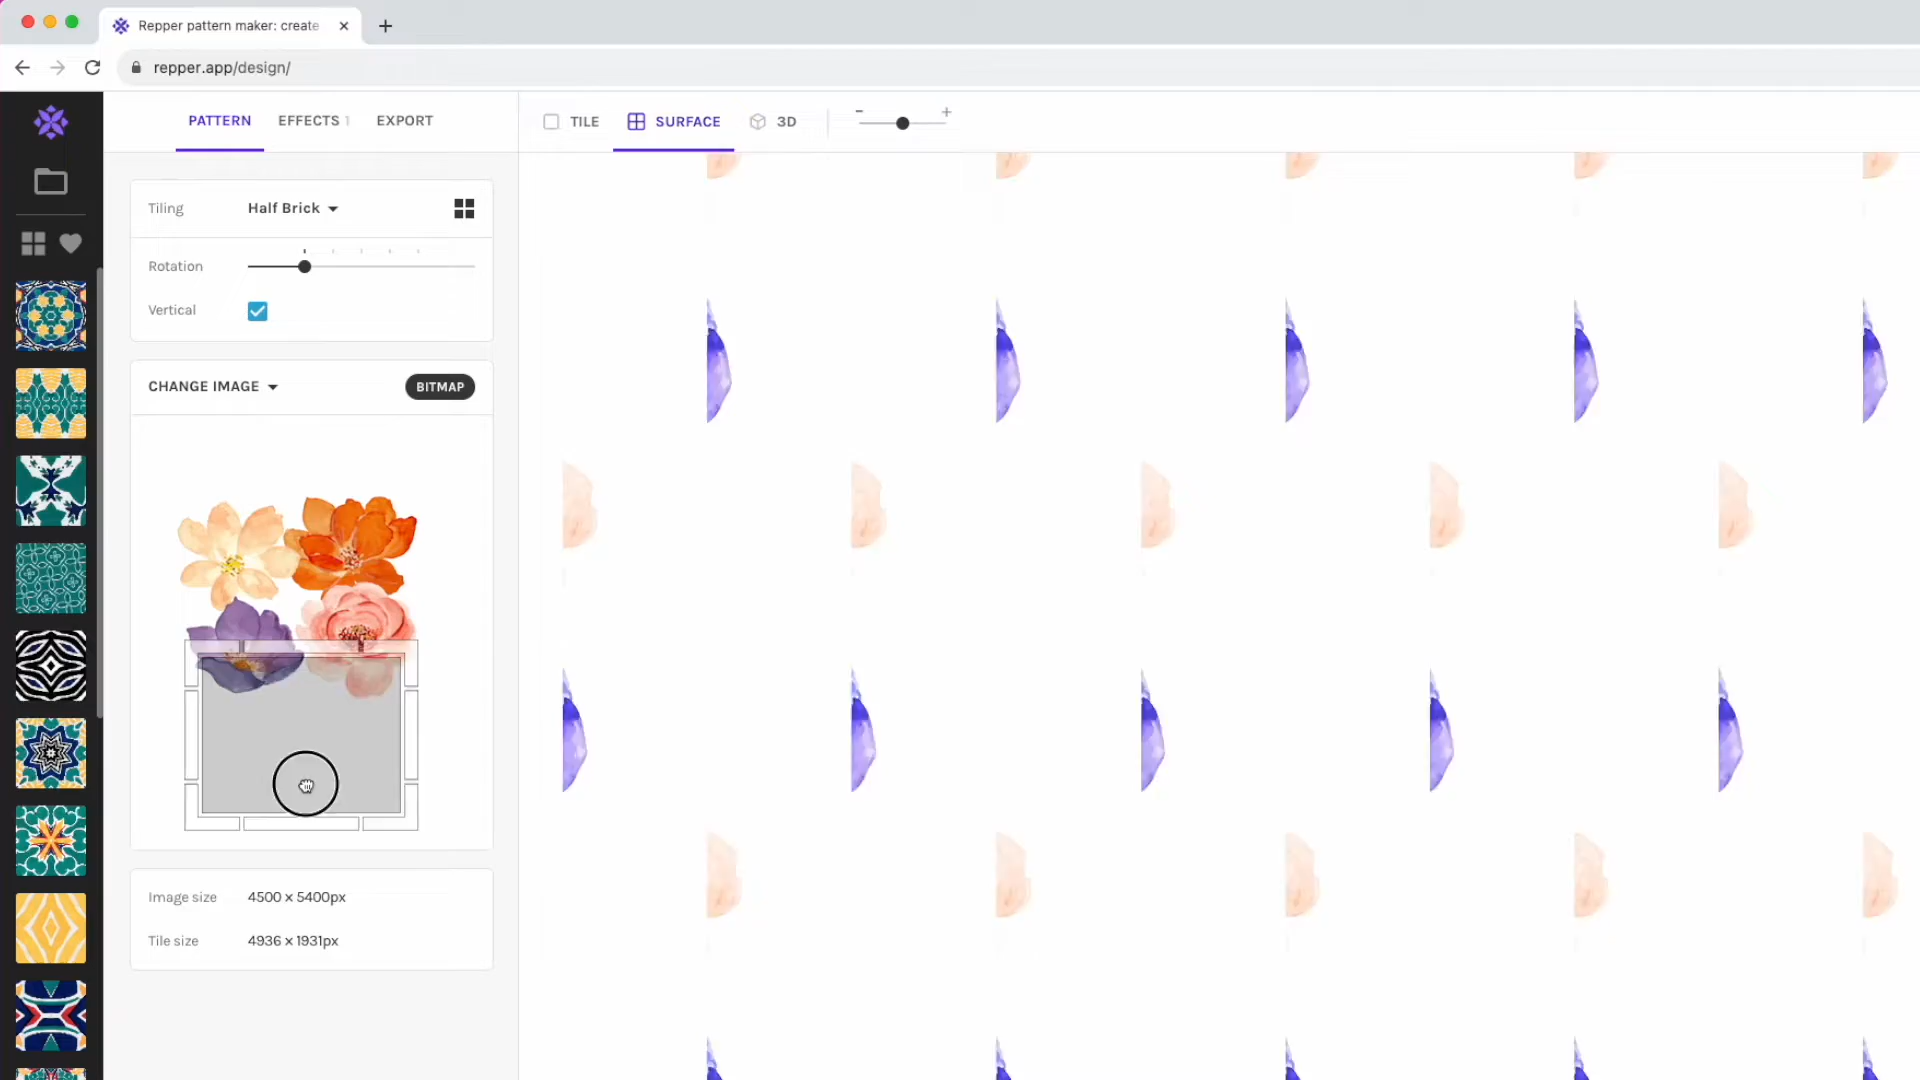 Repper pattern maker: create
repper.app/design/
PATTERN EFFECTS 1 EXPORT
TILE SURFACE 3D - +
Tiling Half Brick
Rotation
Vertical
CHANGE IMAGE BITMAP
Image size 4500 x 5400px
Tile size 4936 x 1931px